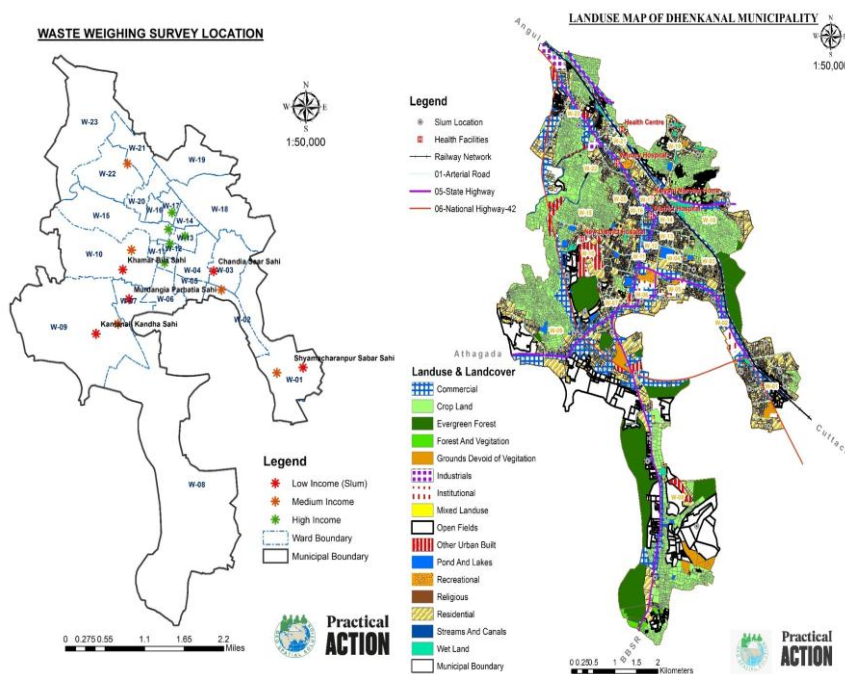 WASTE WEIGHING SURVEY LOCATION
N
W
E
S
1:50,000
W-23
W-21
W-22
W-19
W-20
W-16
W-17
W-18
W-15
W-14
W-13
W-10
W-11
W-12
Khamar Bila Sahi
Chandia Saar Sahi
W-04
W-03
W-05
Murdangia Parbatia Sahi
W-07
W-06
W-02
W-09
Kantanali Kandha Sahi
Shyamacharanpur Sabar Sahi
W-01
W-08
Legend
Low Income (Slum)
Medium Income
High Income
Ward Boundary
Municipal Boundary
0 0.275 0.55 1.1 1.65 2.2
Miles
Practical
ACTION
LANDUSE MAP OF DHENKANAL MUNICIPALITY
N
W
E
S
1:50,000
Angul
Legend
Slum Location
Health Facilities
Railway Network
01-Arterial Road
05-State Highway
06-National Highway-42
Health Centre
Athagada
Cuttack
BBSR
Landuse & Landcover
Commercial
Crop Land
Evergreen Forest
Forest And Vegitation
Grounds Devoid of Vegitation
Industrials
Institutional
Mixed Landuse
Open Fields
Other Urban Built
Pond And Lakes
Recreational
Religious
Residential
Streams And Canals
Wet Land
Municipal Boundary
0 0.25 0.5 1 1.5 2
Kilometers
Practical
ACTION